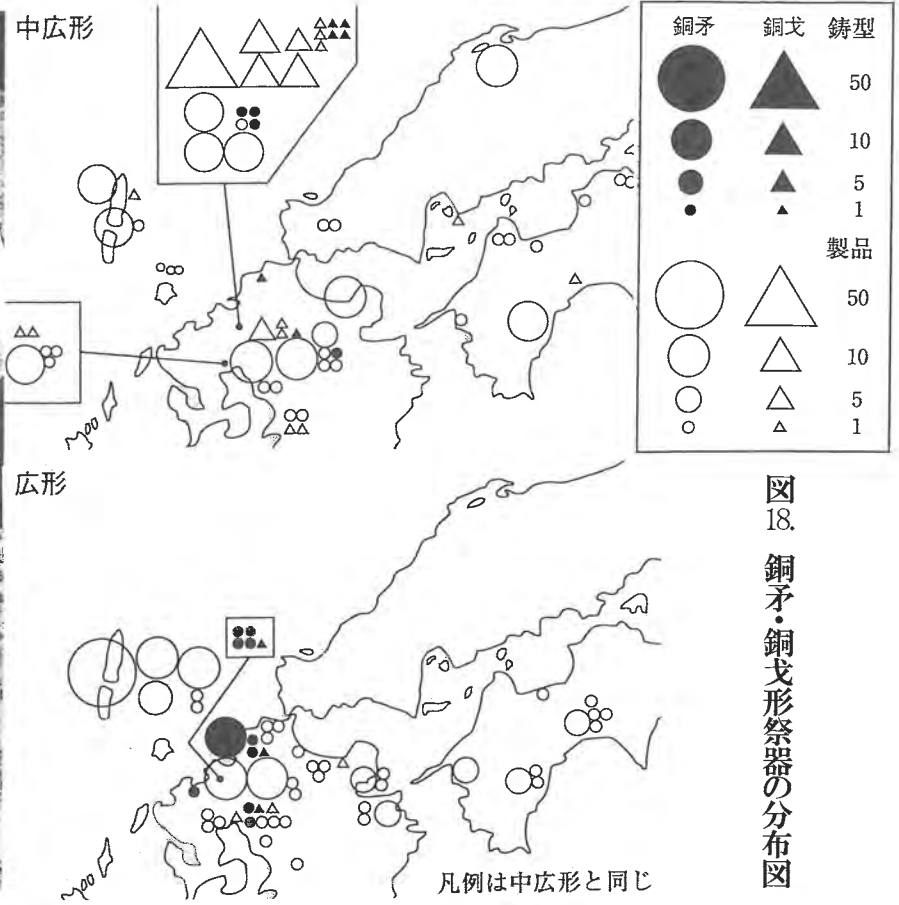 中広形
銅矛 銅戈 鋳型
50
10
5
1
製品
50
10
5
1
広形
凡例は中広形と同じ
図18. 銅矛・銅戈形祭器の分布図